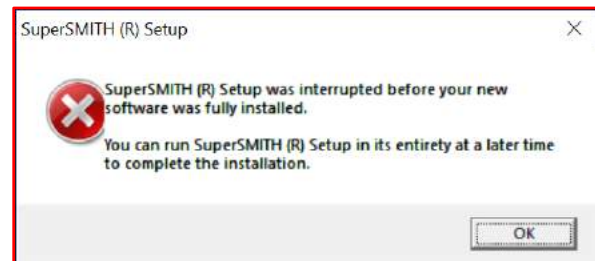 SuperSMITH (R) Setup
SuperSMITH (R) Setup was interrupted before your new
software was fully installed.
You can run SuperSMITH (R) Setup in its entirety at a later time
to complete the installation.
OK